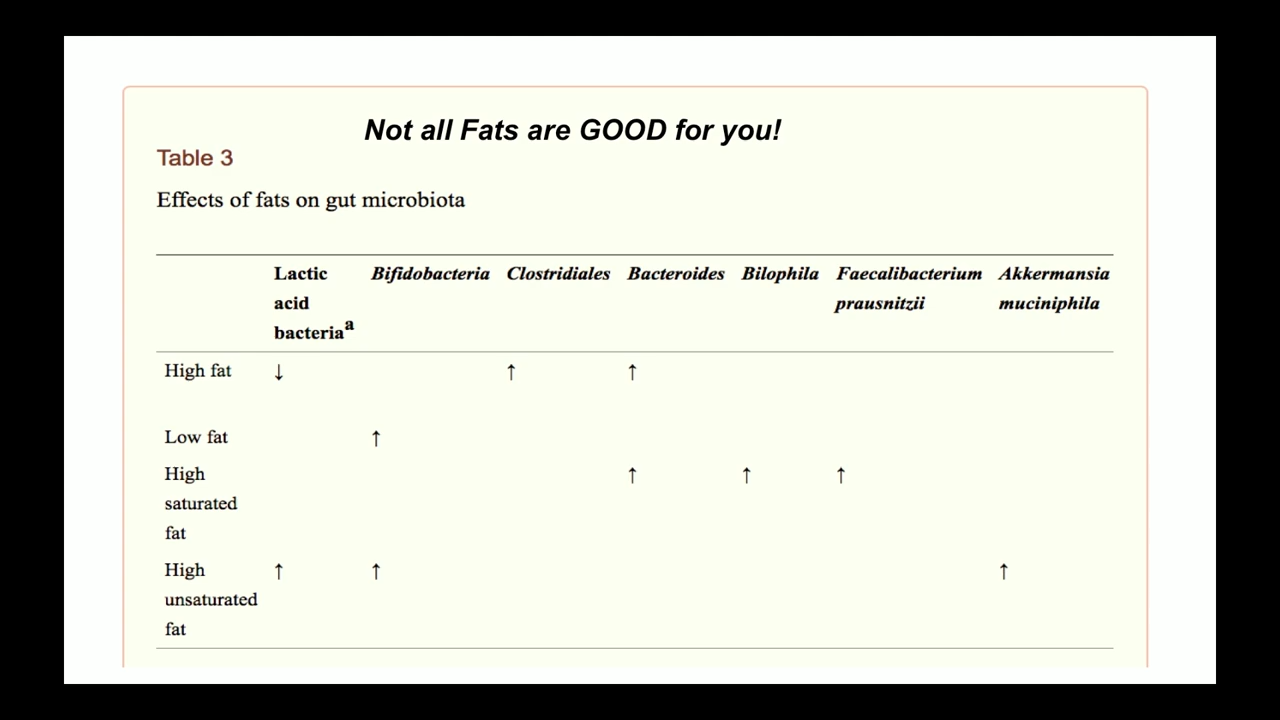 Not all Fats are GOOD for you!
Table 3
Effects of fats on gut microbiota
Lactic acid bacteriaª Bifidobacteria Clostridiales Bacteroides Bilophila Faecalibacterium prausnitzii Akkermansia muciniphila
High fat ↓ ↑ ↑
Low fat ↑
High saturated fat ↑ ↑ ↑
High unsaturated fat ↑ ↑ ↑